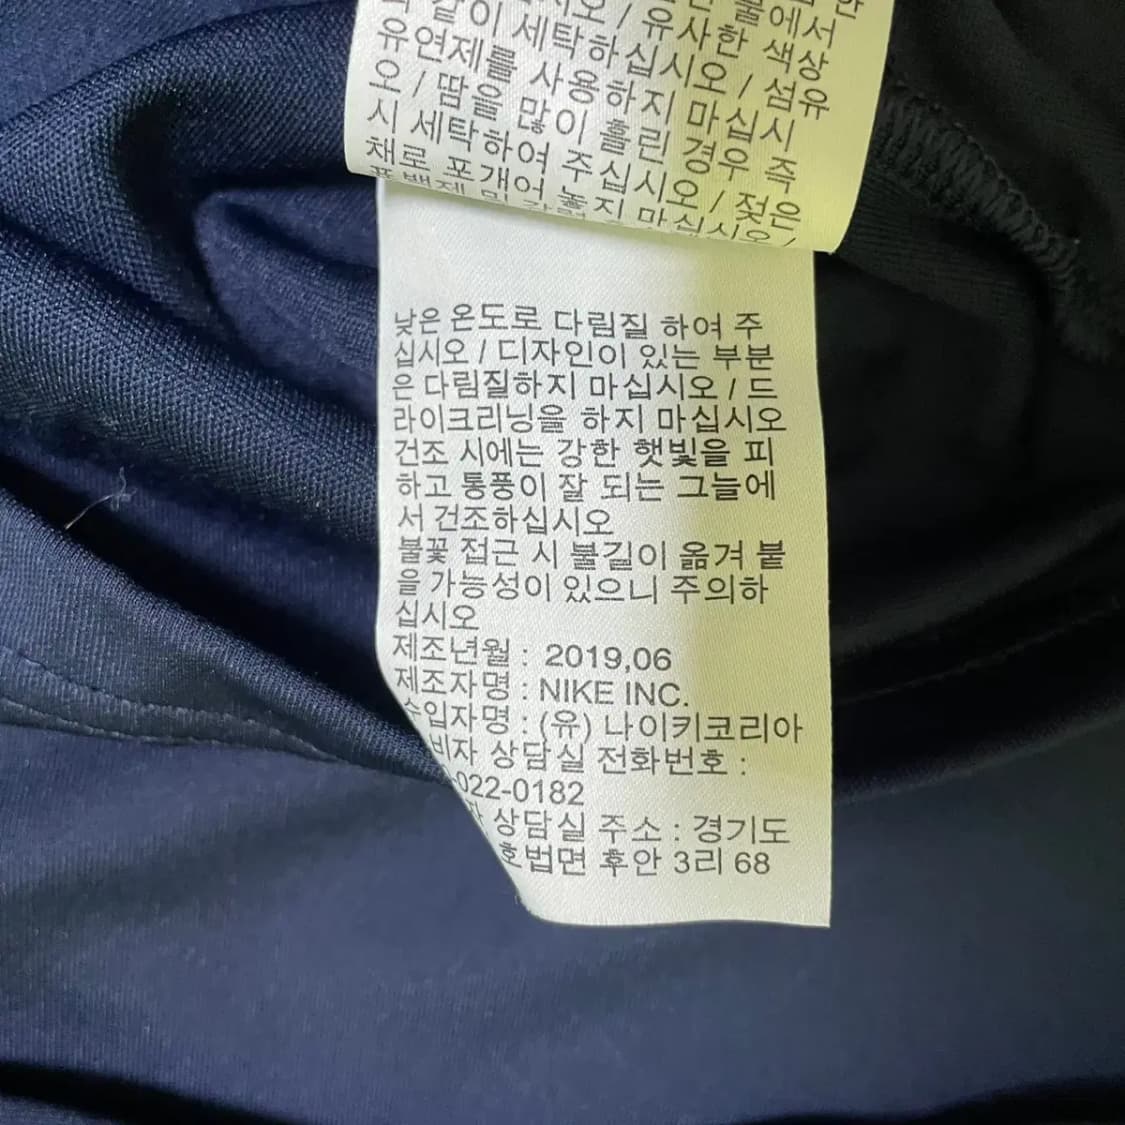 한
물에서
같이 세탁하십시오 / 유사한 색상
유연제를 사용하지 마십시오 / 섬유
오 / 땀을 많이 흘린 경우 즉
시 세탁하여 주십시오 / 젖은
채로 포개어 놓지 마십시오 /
낮은 온도로 다림질 하여 주
십시오 / 디자인이 있는 부분
은 다림질하지 마십시오 / 드
라이크리닝을 하지 마십시오
건조 시에는 강한 햇빛을 피
하고 통풍이 잘 되는 그늘에
서 건조하십시오
불꽃 접근 시 불길이 옮겨 붙
을 가능성이 있으니 주의하
십시오
제조년월 : 2019,06
제조자명 : NIKE INC.
수입자명 : (유) 나이키코리아
비자 상담실 전화번호 :
-022-0182
자 상담실 주소 : 경기도
호법면 후안 3리 68